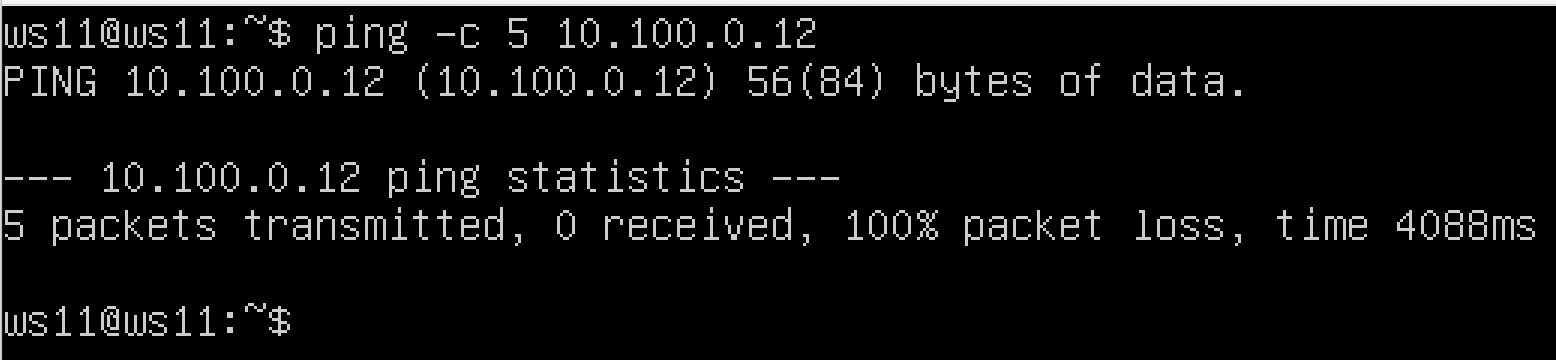 ws11@ws11:~$ ping -c 5 10.100.0.12
PING 10.100.0.12 (10.100.0.12) 56(84) bytes of data.
--- 10.100.0.12 ping statistics ---
5 packets transmitted, 0 received, 100% packet loss, time 4088ms
ws11@ws11:~$